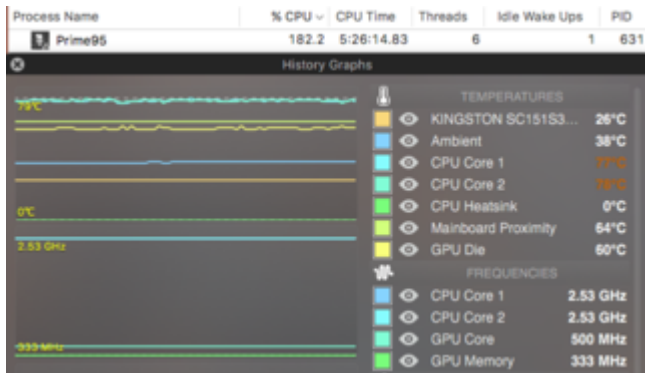 Process Name % CPU CPU Time Threads Idle Wake Ups PID
Prime95 182.2 5:26:14.83 6 1 631
History Graphs
TEMPERATURES
KINGSTON SC151S3... 26°C
Ambient 38°C
CPU Core 1 77°C
CPU Core 2
CPU Heatsink 0°C
Mainboard Proximity 64°C
GPU Die 60°C
0°C
2.53 GHz
333 MHz
FREQUENCIES
CPU Core 1 2.53 GHz
CPU Core 2 2.53 GHz
GPU Core 500 MHz
GPU Memory 333 MHz